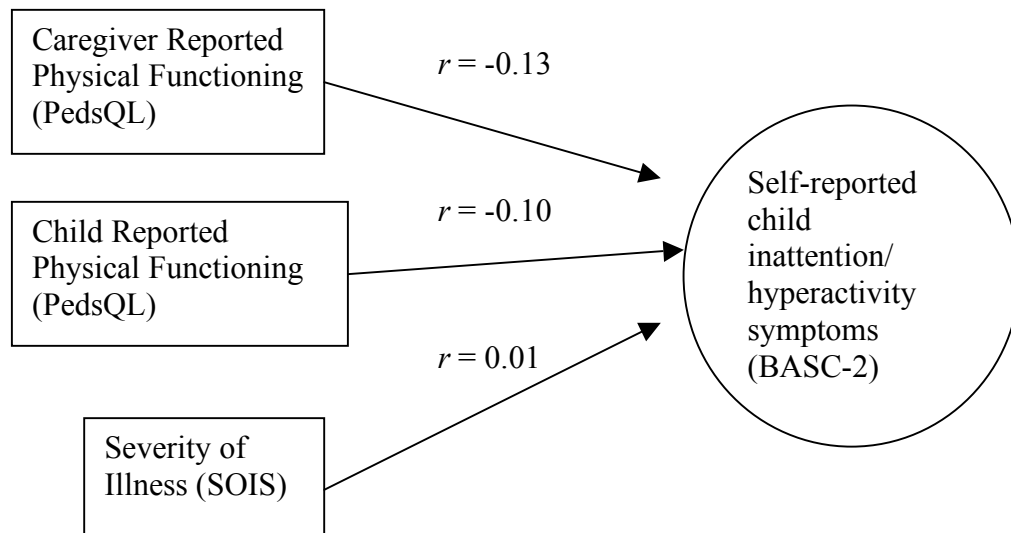 Caregiver Reported
Physical Functioning
(PedsQL)
r = -0.13
Child Reported
Physical Functioning
(PedsQL)
r = -0.10
Severity of
Illness (SOIS)
r = 0.01
Self-reported
child
inattention/
hyperactivity
symptoms
(BASC-2)